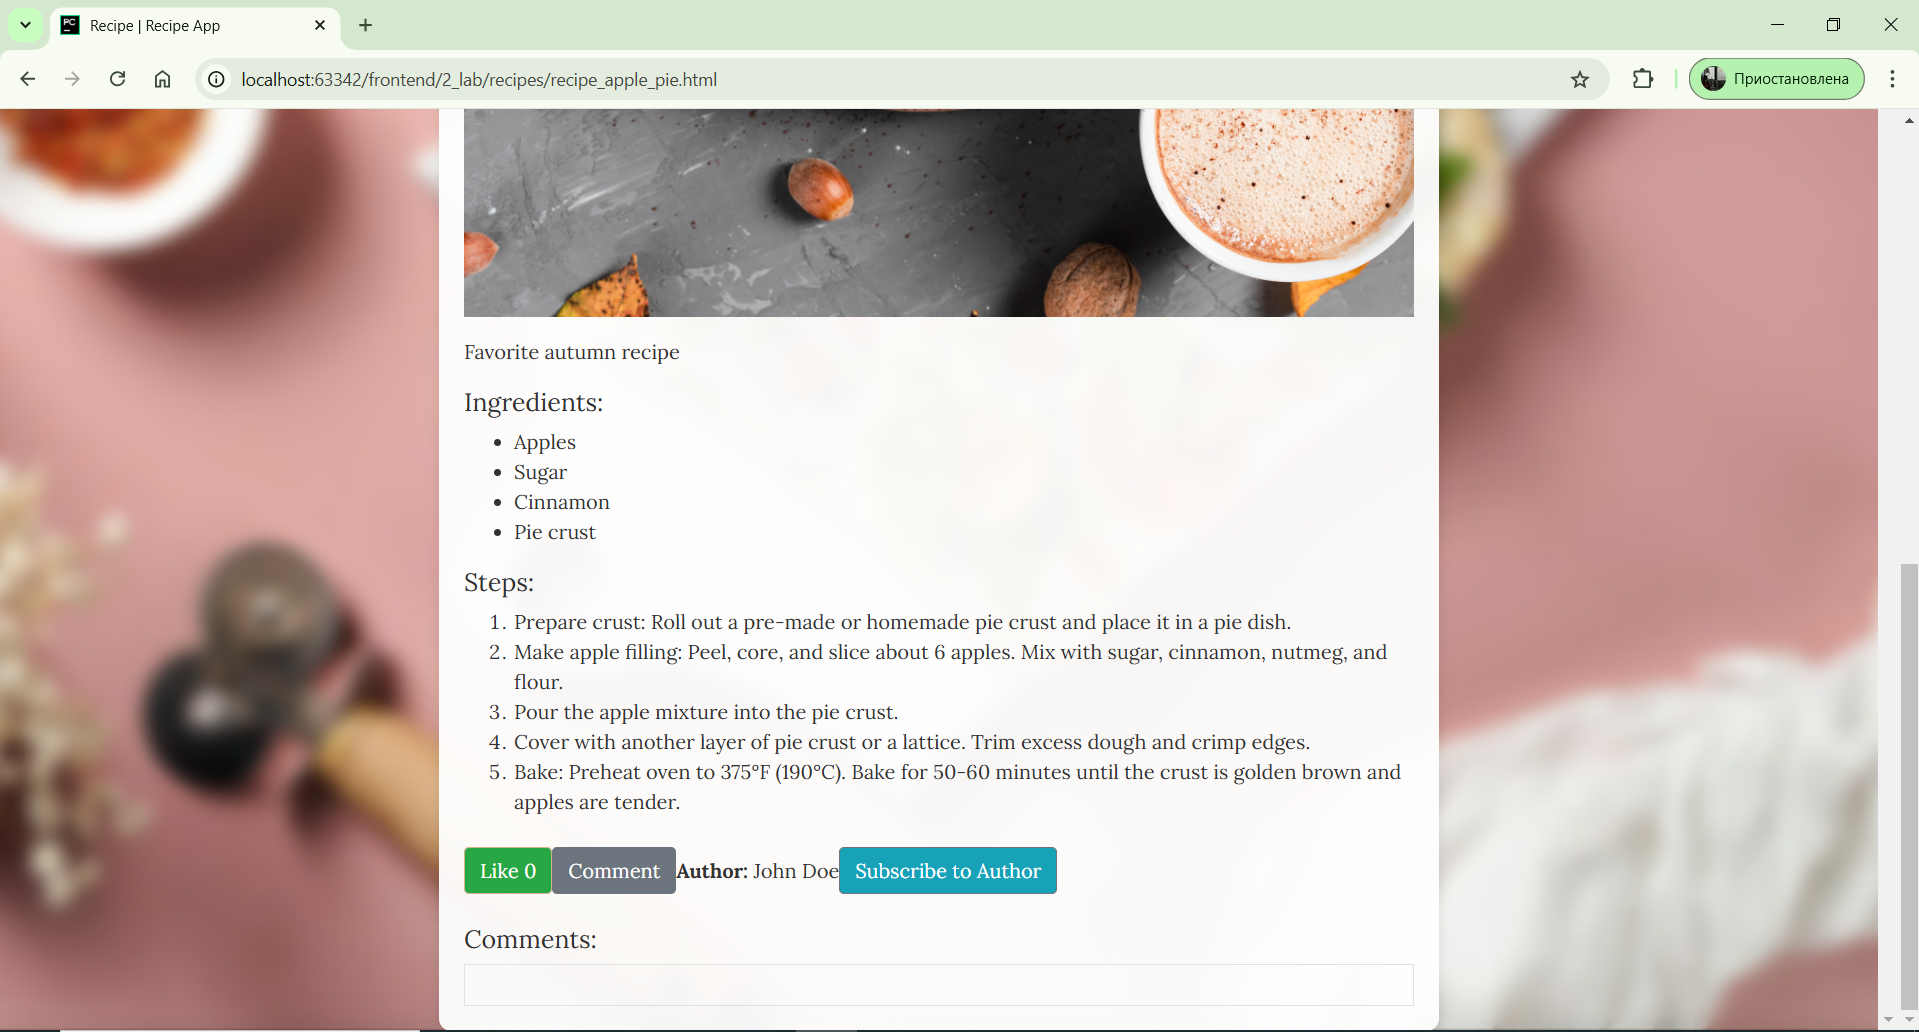 Recipe | Recipe App
localhost:63342/frontend/2_lab/recipes/recipe_apple_pie.html
Приостановлена
Favorite autumn recipe
Ingredients:
Apples
Sugar
Cinnamon
Pie crust
Steps:
1. Prepare crust: Roll out a pre-made or homemade pie crust and place it in a pie dish.
2. Make apple filling: Peel, core, and slice about 6 apples. Mix with sugar, cinnamon, nutmeg, and
flour.
3. Pour the apple mixture into the pie crust.
4. Cover with another layer of pie crust or a lattice. Trim excess dough and crimp edges.
5. Bake: Preheat oven to 375°F (190°C). Bake for 50-60 minutes until the crust is golden brown and
apples are tender.
Like 0 Comment Author: John Doe Subscribe to Author
Comments: